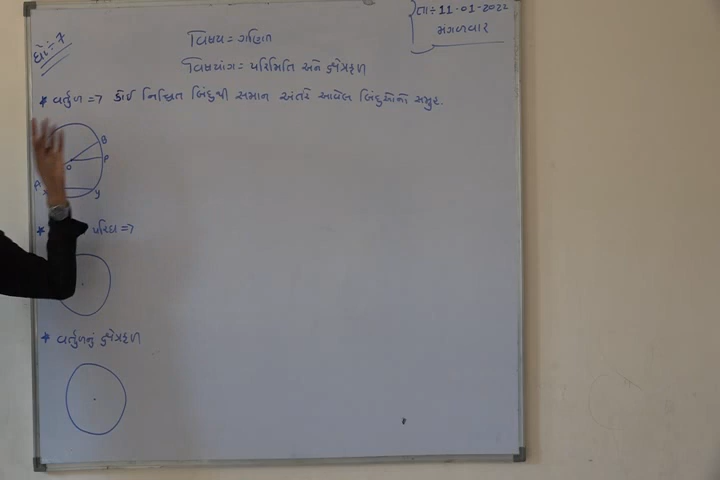 ધો÷7
તા÷11-01-2022
મંગળવાર
વિષય = ગણિત
વિષયાંગ = પરિમિતિ અને ક્ષેત્રફળ
* વર્તુળ => કોઈ નિશ્ચિત બિંદુથી સમાન અંતરે આવેલ બિંદુઓનો સમુહ.
B
P
O
A
Y
* પરિઘ =>
* વર્તુળનું ક્ષેત્રફળ